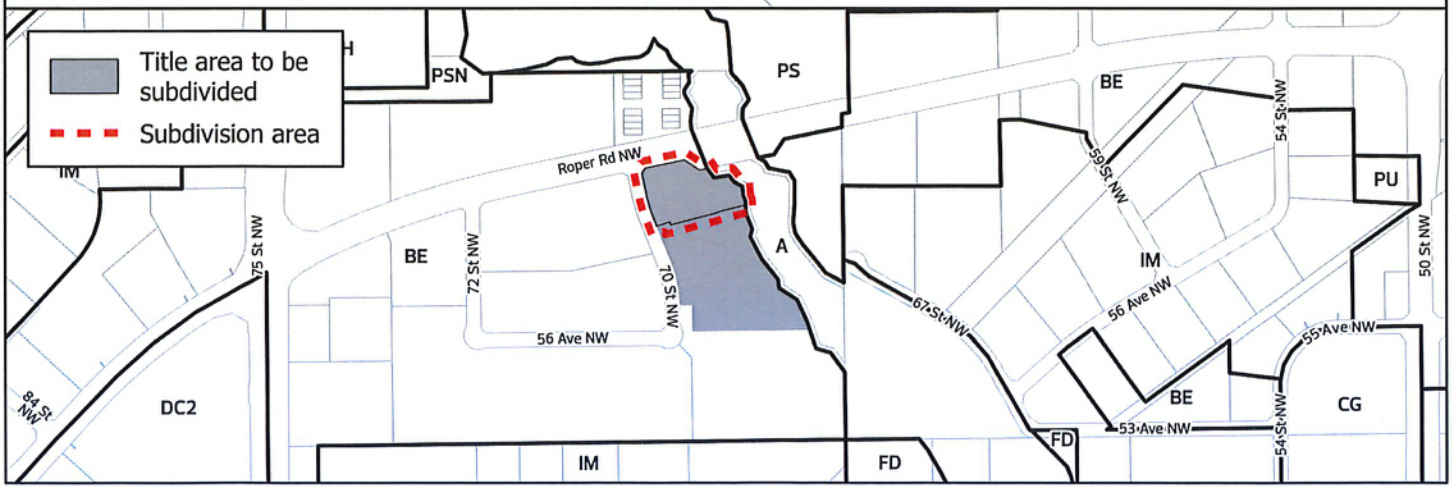 Title area to be
subdivided
Subdivision area
H
PSN
PS
BE
54 St NW
IM
Roper Rd NW
59 St NW
PU
75 St NW
BE
72 St NW
70 St NW
A
IM
50 St NW
67 St NW
56 Ave NW
56 Ave NW
55 Ave NW
84 St
NW
DC2
BE
CG
53 Ave NW
54 St NW
FD
IM
FD